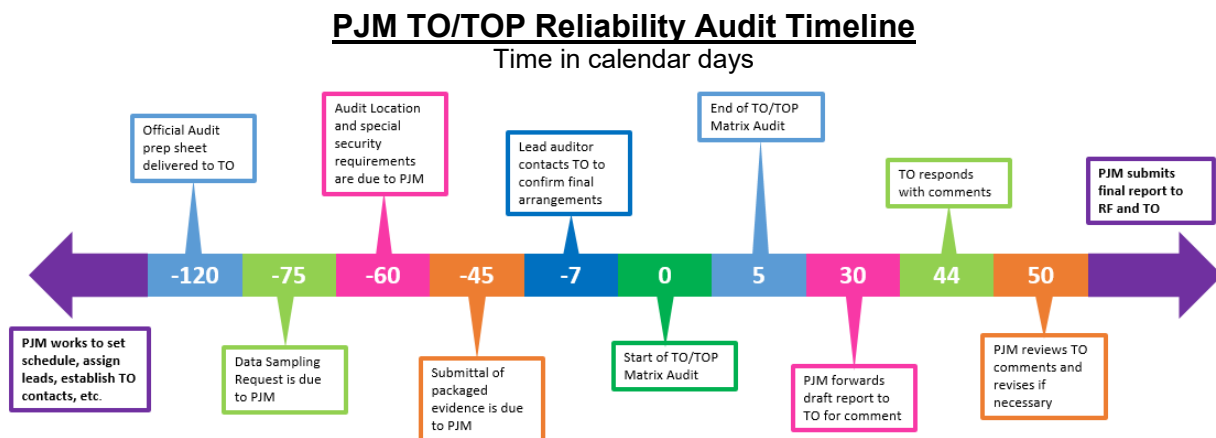 PJM TO/TOP Reliability Audit Timeline
Time in calendar days
Official Audit
prep sheet
delivered to TO
Audit Location
and special
security
requirements
are due to PJM
Lead auditor
contacts TO to
confirm final
arrangements
End of TO/TOP
Matrix Audit
TO responds
with comments
PJM submits
final report to
RF and TO
-120
-75
-60
-45
-7
0
5
30
44
50
PJM works to set
schedule, assign
leads, establish TO
contacts, etc.
Data Sampling
Request is due
to PJM
Submittal of
packaged
evidence is due
to PJM
Start of TO/TOP
Matrix Audit
PJM forwards
draft report to
TO for comment
PJM reviews TO
comments and
revises if
necessary